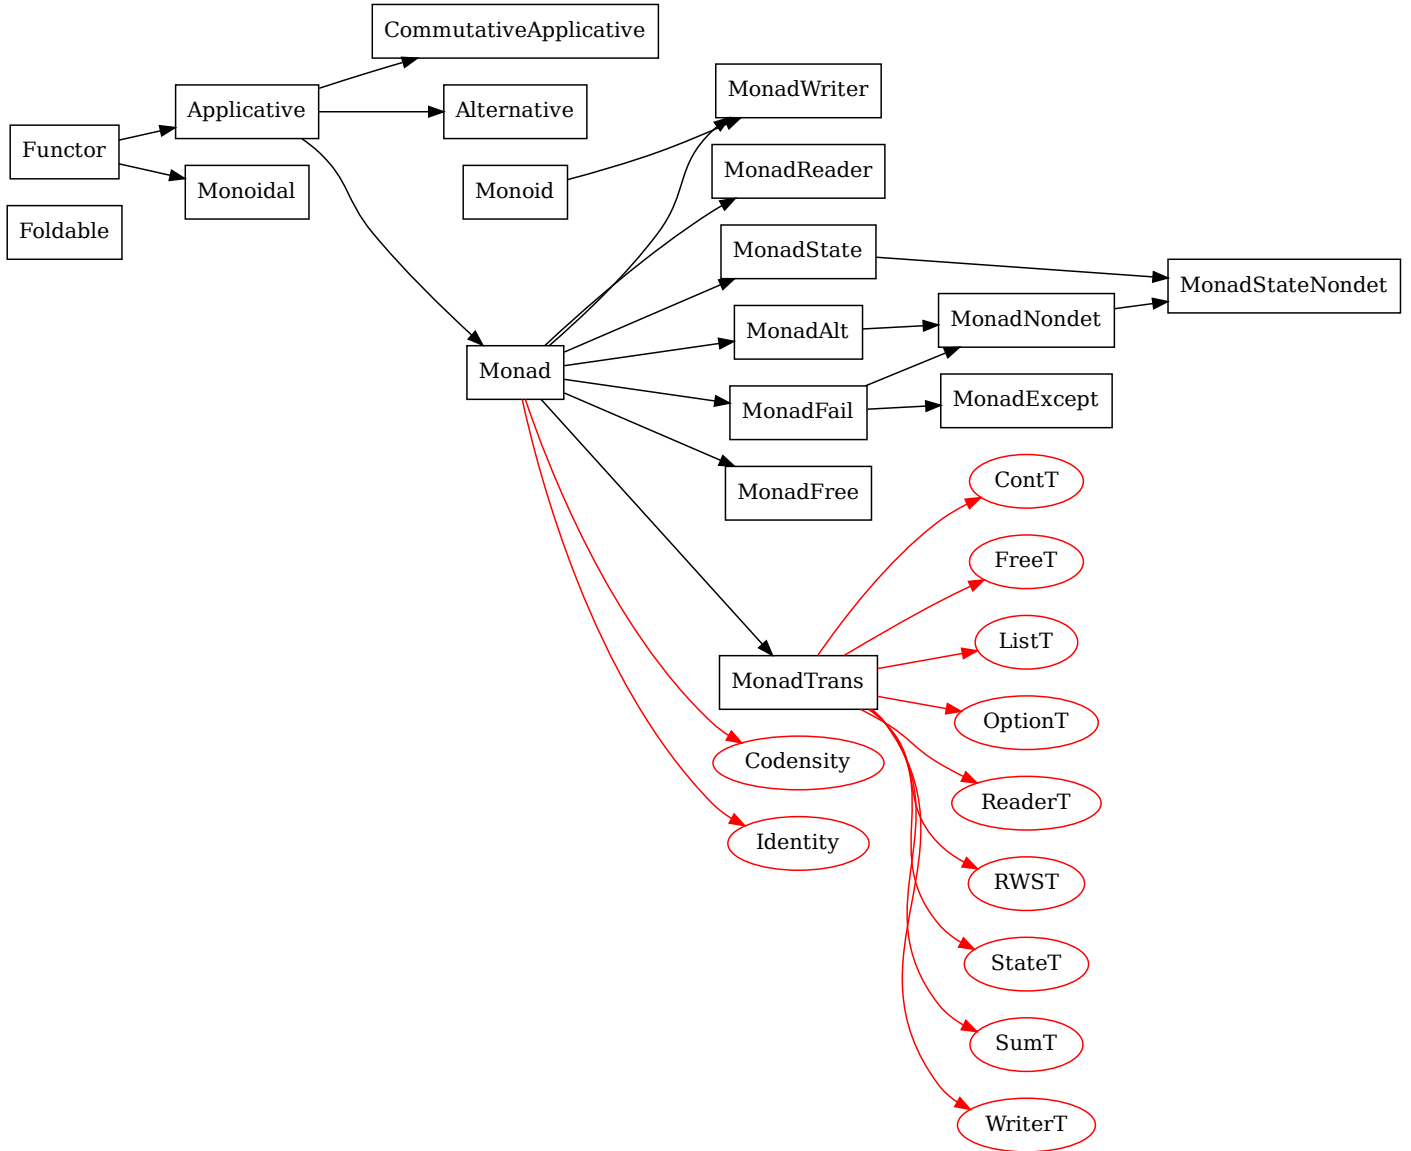 CommutativeApplicative
MonadWriter
Applicative
Alternative
Functor
MonadReader
Monoidal
Monoid
Foldable
MonadState
MonadStateNondet
MonadNondet
MonadAlt
Monad
MonadExcept
MonadFail
ContT
MonadFree
FreeT
ListT
MonadTrans
OptionT
Codensity
ReaderT
Identity
RWST
StateT
SumT
WriterT